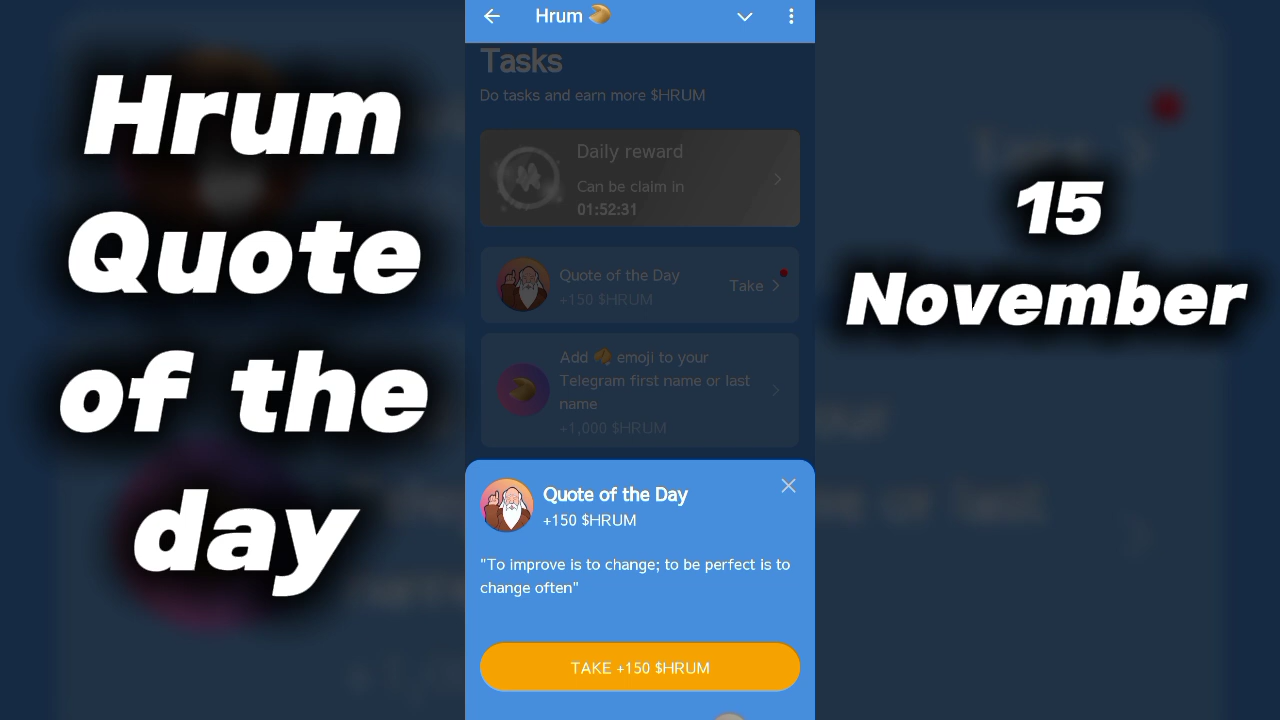 Hrum
Quote
of the
day
Hrum
Tasks
Do tasks and earn more $HRUM
Daily reward
Can be claim in
01:52:31
Quote of the Day
+150 $HRUM
Take
Add emoji to your
Telegram first name or last
name
+1,000 $HRUM
Quote of the Day
+150 $HRUM
"To improve is to change; to be perfect is to
change often"
TAKE +150 $HRUM
15
November